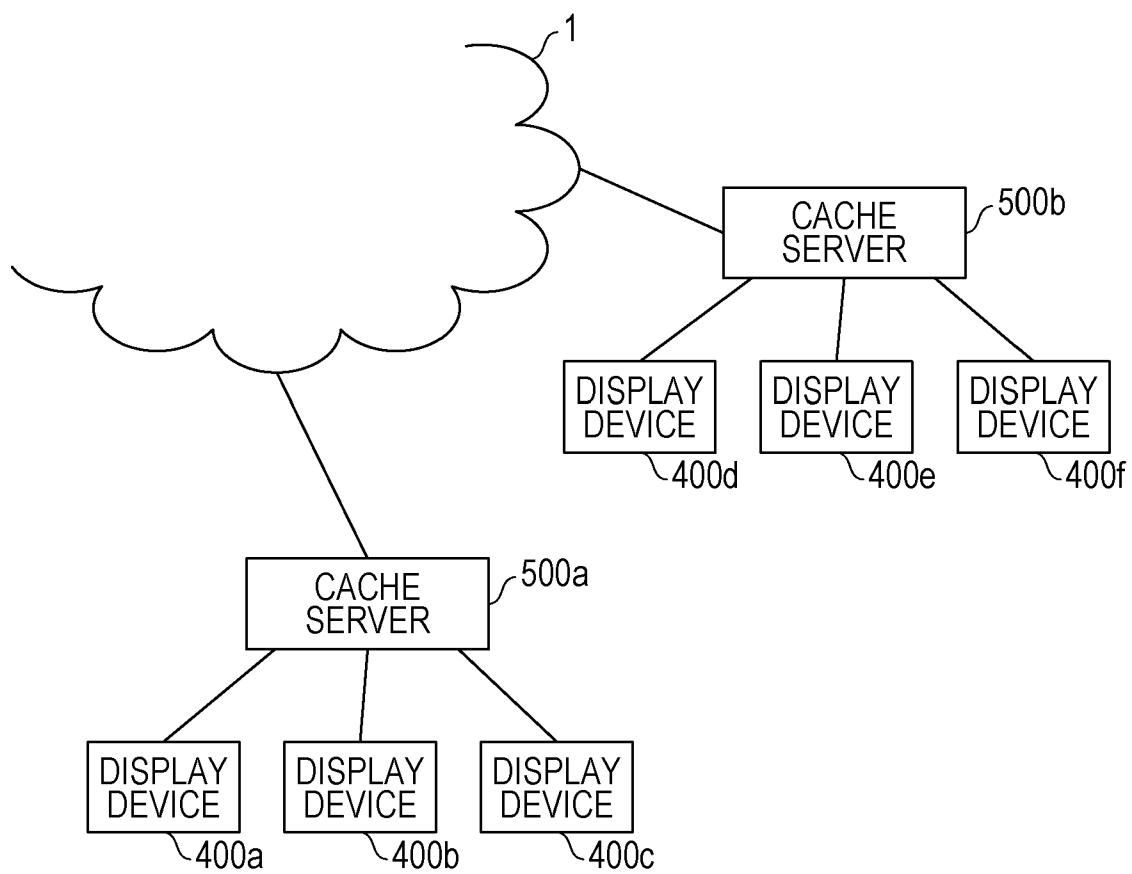 1
CACHE
SERVER
500b
DISPLAY
DEVICE
400d
DISPLAY
DEVICE
400e
DISPLAY
DEVICE
400f
CACHE
SERVER
500a
DISPLAY
DEVICE
400a
DISPLAY
DEVICE
400b
DISPLAY
DEVICE
400c